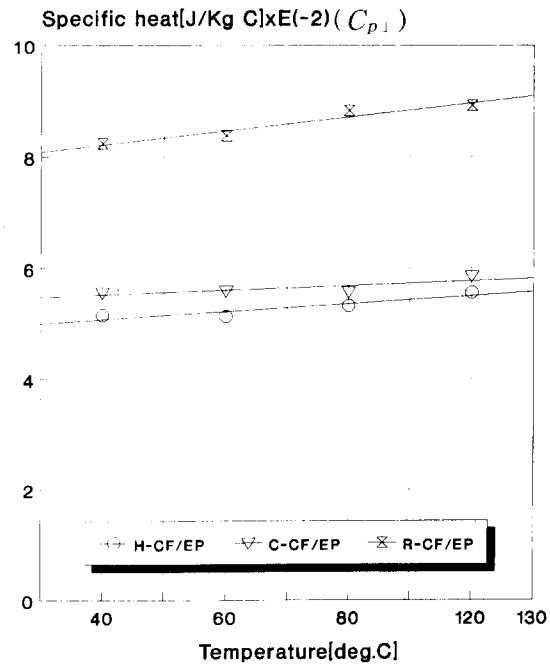 Specific heat[J/Kg C]xE(-2) ( C_{p⊥} )
10
8
6
4
2
0
H-CF/EP C-CF/EP R-CF/EP
40 60 80 120 130
Temperature[deg.C]